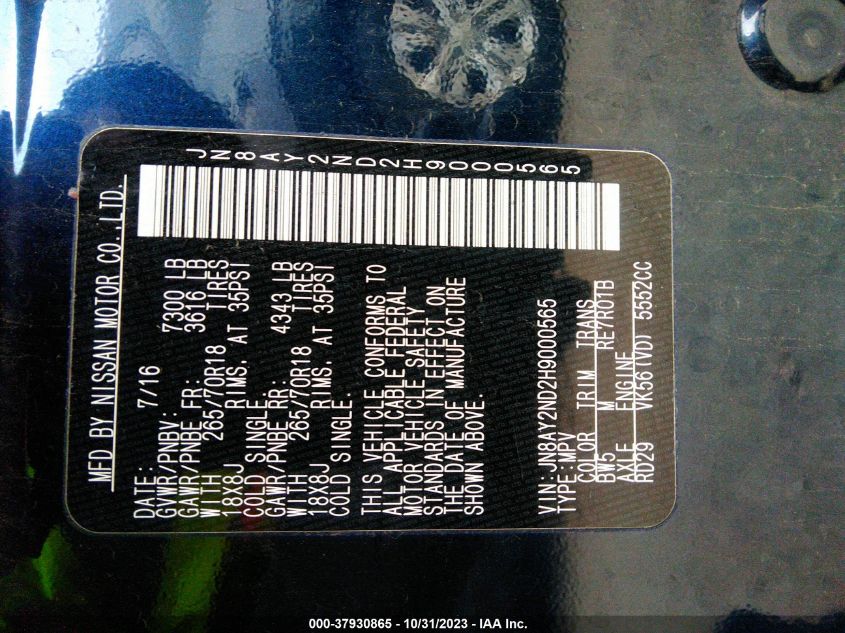 MFD BY NISSAN MOTOR CO.,LTD.
JN8AY2ND2H9000565
DATE: 7/16
GVWR/PNBV: 7300 LB
GAWR/PNBE FR: 3616 LB
WITH 265/70R18 TIRES
18X8J RIMS. AT 35PSI
COLD SINGLE.
GAWR/PNBE RR: 4343 LB
WITH 265/70R18 TIRES
18X8J RIMS. AT 35PSI
COLD SINGLE.
THIS VEHICLE CONFORMS TO
ALL APPLICABLE FEDERAL
MOTOR VEHICLE SAFETY
STANDARDS IN EFFECT ON
THE DATE OF MANUFACTURE
SHOWN ABOVE.
VIN:JN8AY2ND2H9000565
TYPE:MPV
COLOR TRIM TRANS
BW5 M RE7R01B
AXLE ENGINE
RD29 VK56(VD) 5552CC
000-37930865 - 10/31/2023 - IAA Inc.